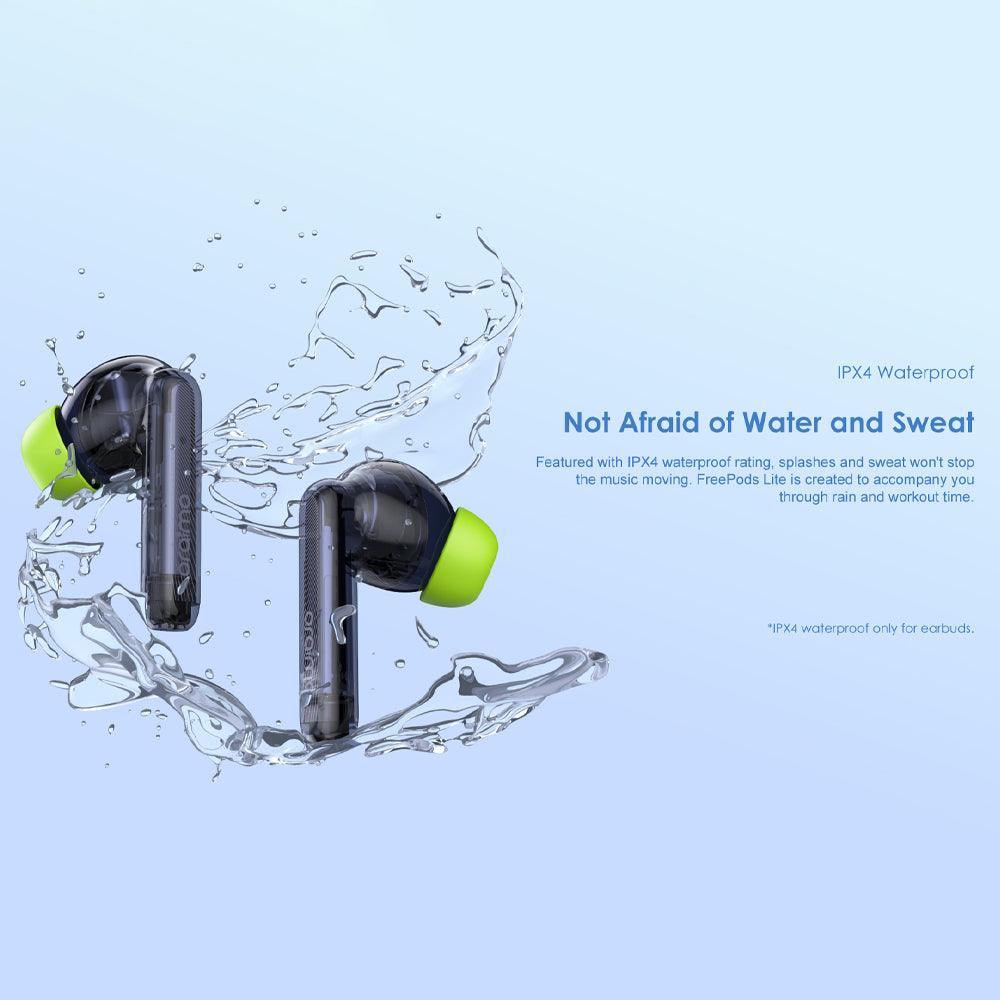 IPX4 Waterproof
Not Afraid of Water and Sweat
Featured with IPX4 waterproof rating, splashes and sweat won't stop
the music moving. FreePods Lite is created to accompany you
through rain and workout time.
*IPX4 waterproof only for earbuds.
oraimo
oraimo